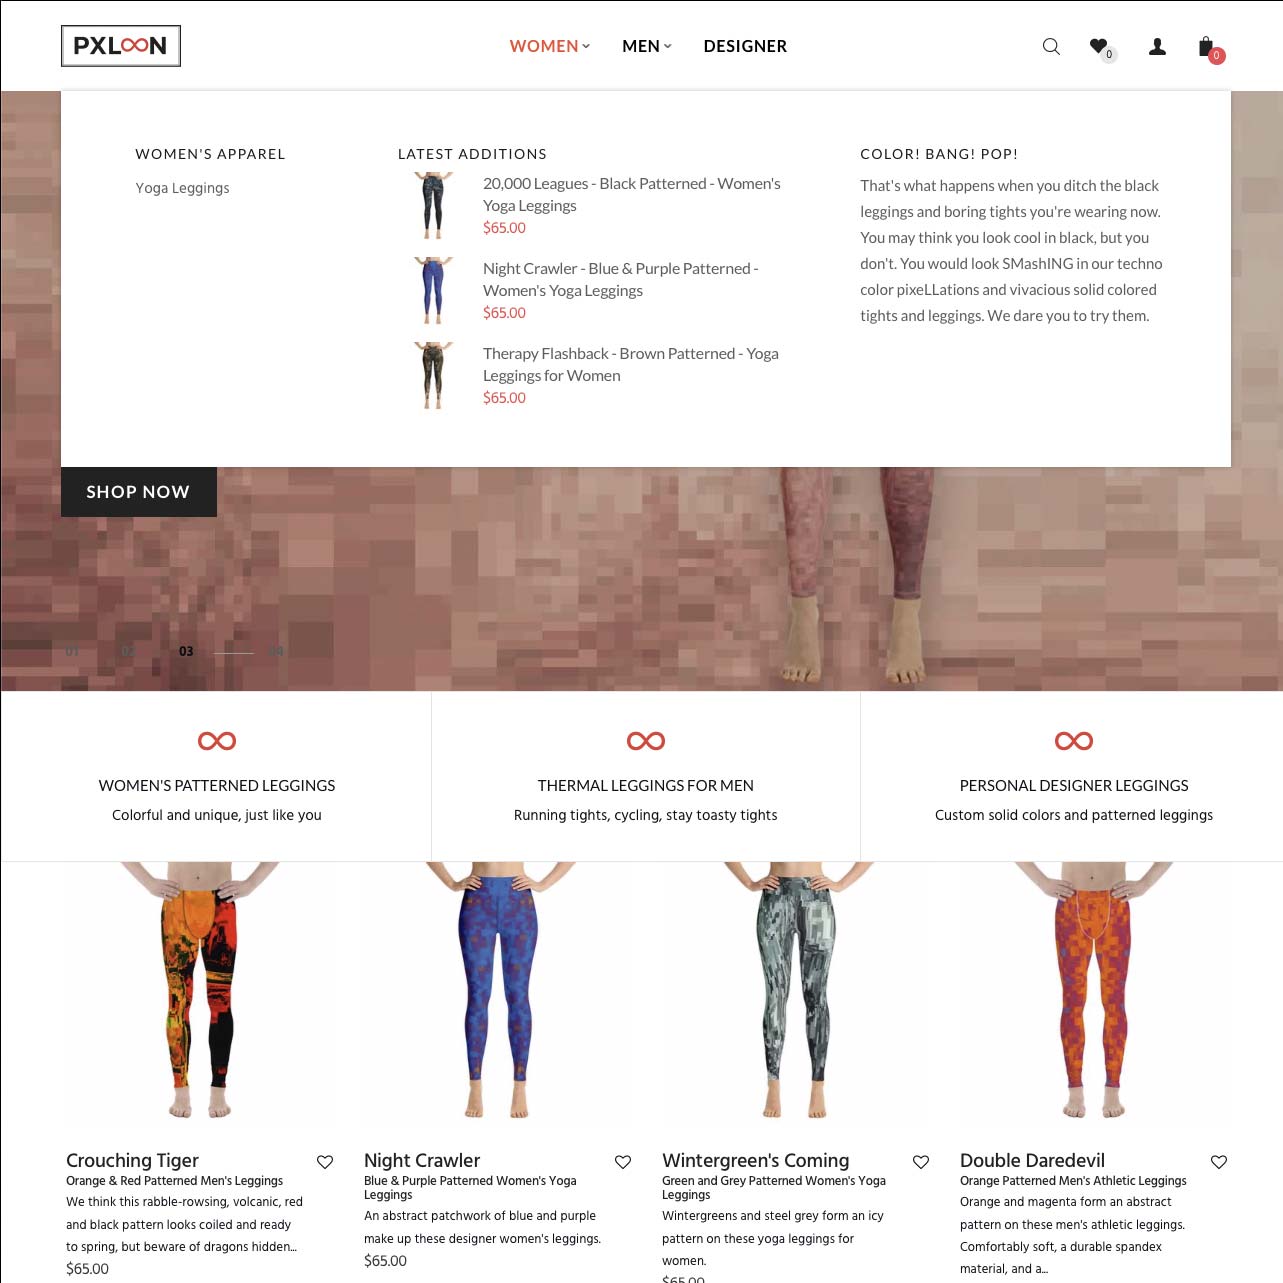 PXLOON
WOMEN MEN DESIGNER
0 0
WOMEN'S APPAREL
Yoga Leggings
LATEST ADDITIONS
20,000 Leagues - Black Patterned - Women's
Yoga Leggings
$65.00
Night Crawler - Blue & Purple Patterned -
Women's Yoga Leggings
$65.00
Therapy Flashback - Brown Patterned - Yoga
Leggings for Women
$65.00
COLOR! BANG! POP!
That's what happens when you ditch the black
leggings and boring tights you're wearing now.
You may think you look cool in black, but you
don't. You would look SMashING in our techno
color pixeLLations and vivacious solid colored
tights and leggings. We dare you to try them.
SHOP NOW
01 02 03 04
WOMEN'S PATTERNED LEGGINGS
Colorful and unique, just like you
THERMAL LEGGINGS FOR MEN
Running tights, cycling, stay toasty tights
PERSONAL DESIGNER LEGGINGS
Custom solid colors and patterned leggings
Crouching Tiger
Orange & Red Patterned Men's Leggings
We think this rabble-rowsing, volcanic, red
and black pattern looks coiled and ready
to spring, but beware of dragons hidden...
$65.00
Night Crawler
Blue & Purple Patterned Women's Yoga
Leggings
An abstract patchwork of blue and purple
make up these designer women's leggings.
$65.00
Wintergreen's Coming
Green and Grey Patterned Women's Yoga
Leggings
Wintergreens and steel grey form an icy
pattern on these yoga leggings for
women.
$65.00
Double Daredevil
Orange Patterned Men's Athletic Leggings
Orange and magenta form an abstract
pattern on these men's athletic leggings.
Comfortably soft, a durable spandex
material, and a...